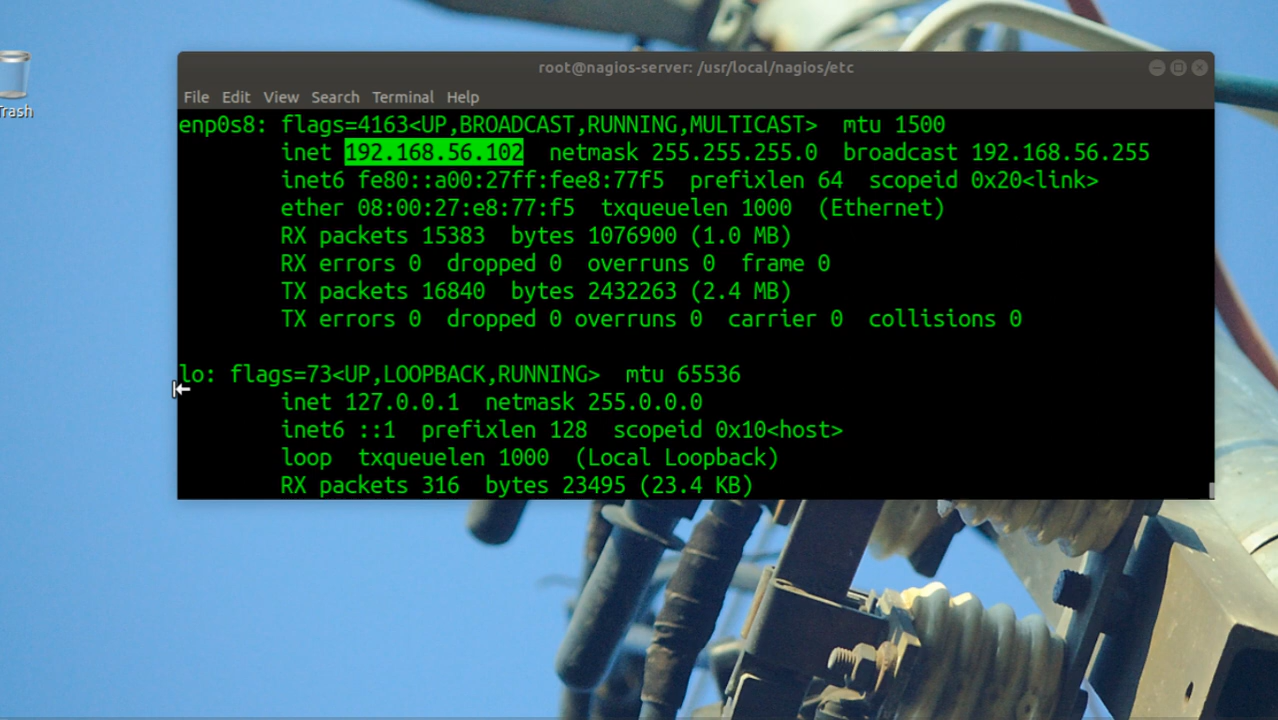 root@nagios-server: /usr/local/nagios/etc
File Edit View Search Terminal Help
Trash
enp0s8: flags=4163<UP,BROADCAST,RUNNING,MULTICAST>  mtu 1500
        inet 192.168.56.102  netmask 255.255.255.0  broadcast 192.168.56.255
        inet6 fe80::a00:27ff:fee8:77f5  prefixlen 64  scopeid 0x20<link>
        ether 08:00:27:e8:77:f5  txqueuelen 1000  (Ethernet)
        RX packets 15383  bytes 1076900 (1.0 MB)
        RX errors 0  dropped 0  overruns 0  frame 0
        TX packets 16840  bytes 2432263 (2.4 MB)
        TX errors 0  dropped 0 overruns 0  carrier 0  collisions 0
lo: flags=73<UP,LOOPBACK,RUNNING>  mtu 65536
        inet 127.0.0.1  netmask 255.0.0.0
        inet6 ::1  prefixlen 128  scopeid 0x10<host>
        loop  txqueuelen 1000  (Local Loopback)
        RX packets 316  bytes 23495 (23.4 KB)